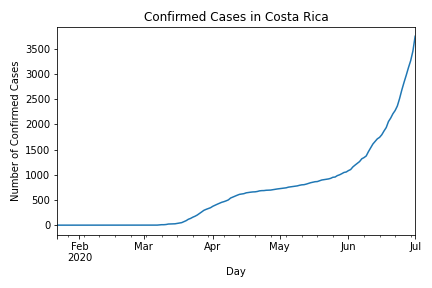 Confirmed Cases in Costa Rica
Number of Confirmed Cases
3500
3000
2500
2000
1500
1000
500
0
Feb
2020
Mar
Apr
May
Jun
Jul
Day